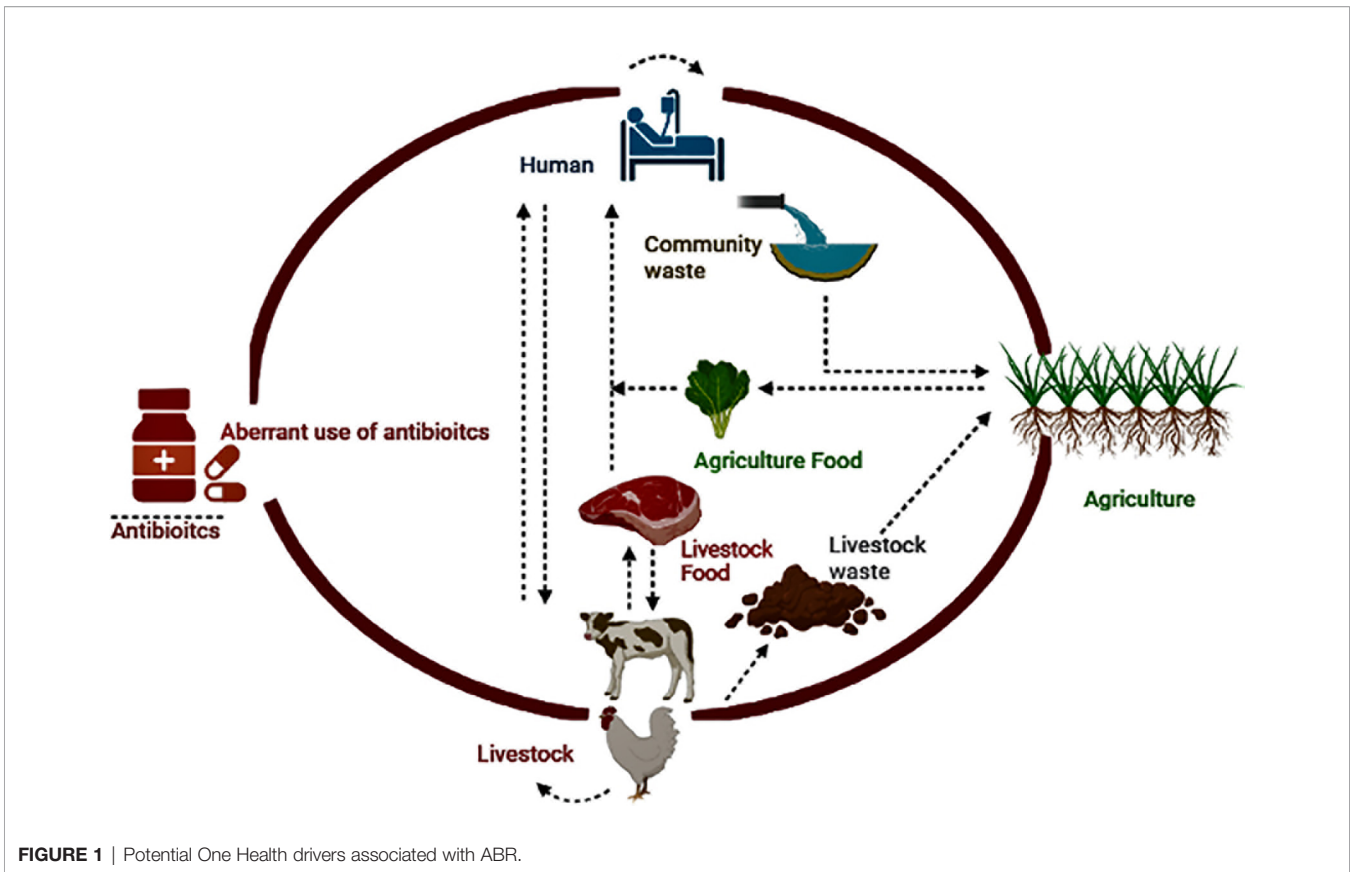 Human
Community
waste
Aberrant use of antibioitcs
Antibioitcs
Agriculture Food
Agriculture
Livestock
Food
Livestock
waste
Livestock
FIGURE 1 | Potential One Health drivers associated with ABR.